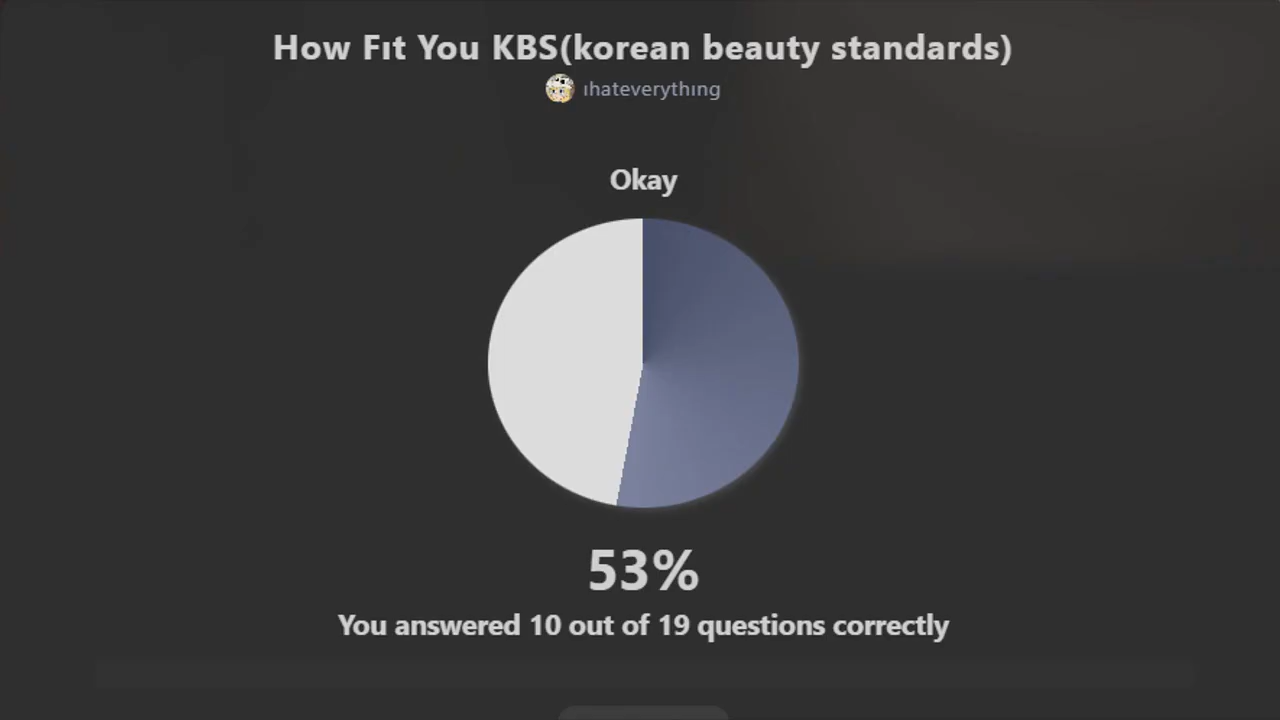 How Fıt You KBS(korean beauty standards)
ıhateverythıng
Okay
53%
You answered 10 out of 19 questions correctly